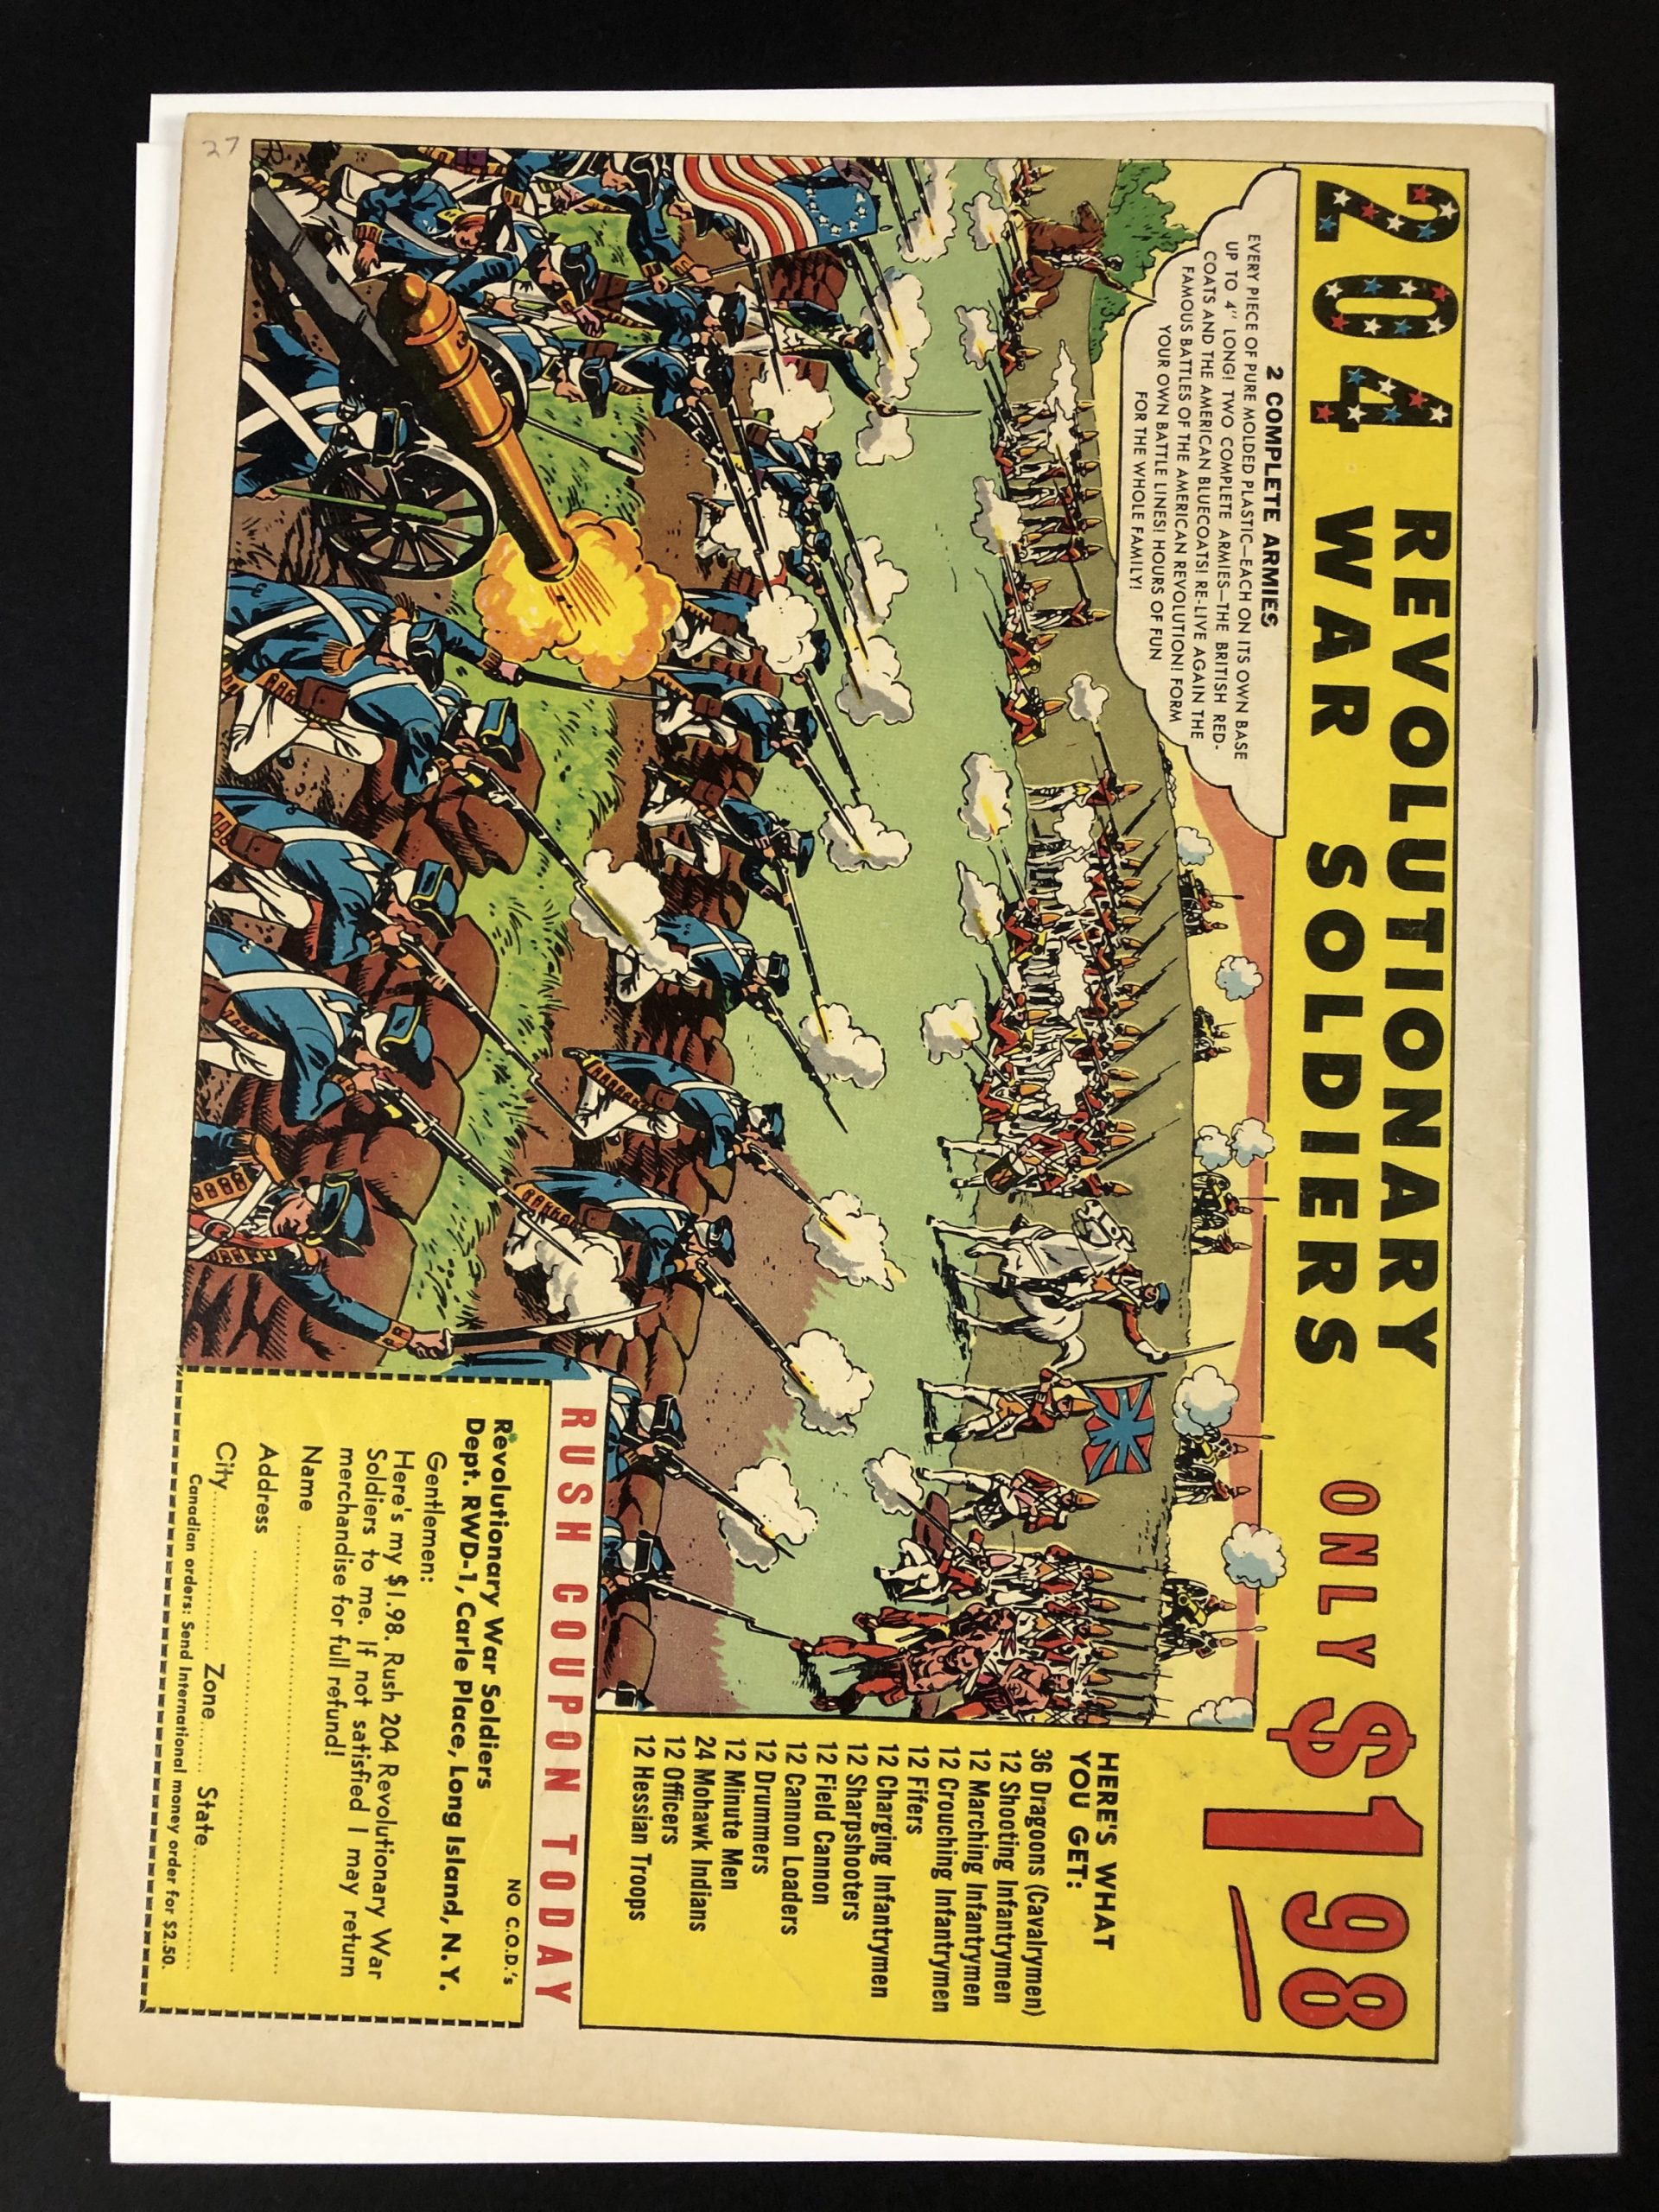 204 REVOLUTIONARY
WAR SOLDIERS
ONLY $1 98
2 COMPLETE ARMIES
EVERY PIECE OF PURE MOLDED PLASTIC—EACH ON ITS OWN BASE
UP TO 4" LONG! TWO COMPLETE ARMIES—THE BRITISH RED-
COATS AND THE AMERICAN BLUECOATS! RE-LIVE AGAIN THE
FAMOUS BATTLES OF THE AMERICAN REVOLUTION! FORM
YOUR OWN BATTLE LINES! HOURS OF FUN
FOR THE WHOLE FAMILY!
HERE'S WHAT
YOU GET:
36 Dragoons (Cavalrymen)
12 Shooting Infantrymen
12 Marching Infantrymen
12 Crouching Infantrymen
12 Fifers
12 Charging Infantrymen
12 Sharpshooters
12 Field Cannon
12 Cannon Loaders
12 Drummers
12 Minute Men
24 Mohawk Indians
12 Officers
12 Hessian Troops
RUSH COUPON TODAY
NO C.O.D.'s
Revolutionary War Soldiers
Dept. RWD-1, Carle Place, Long Island, N.Y.
Gentlemen:
Here's my $1.98. Rush 204 Revolutionary War
Soldiers to me. If not satisfied I may return
merchandise for full refund!
Name
Address
City Zone State
Canadian orders: Send International money order for $2.50.
27